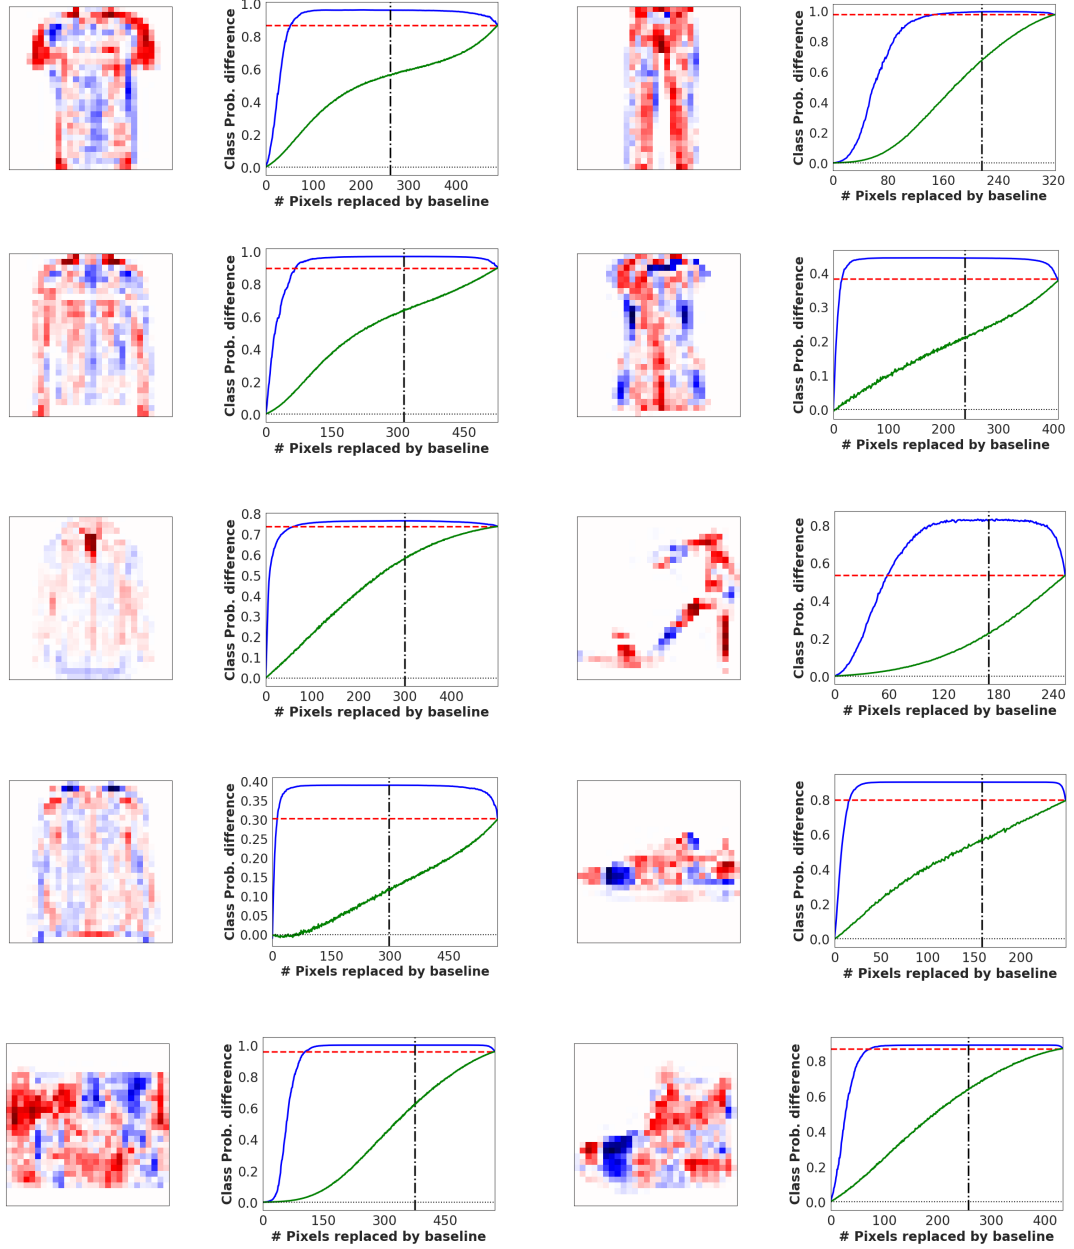 Class Prob. difference
1.0
0.8
0.6
0.4
0.2
0.0
0 100 200 300 400
# Pixels replaced by baseline
Class Prob. difference
1.0
0.8
0.6
0.4
0.2
0.0
0 80 160 240 320
# Pixels replaced by baseline
Class Prob. difference
1.0
0.8
0.6
0.4
0.2
0.0
0 150 300 450
# Pixels replaced by baseline
Class Prob. difference
0.4
0.3
0.2
0.1
0.0
0 100 200 300 400
# Pixels replaced by baseline
Class Prob. difference
0.8
0.7
0.6
0.5
0.4
0.3
0.2
0.1
0.0
0 100 200 300 400
# Pixels replaced by baseline
Class Prob. difference
0.8
0.6
0.4
0.2
0.0
0 60 120 180 240
# Pixels replaced by baseline
Class Prob. difference
0.40
0.35
0.30
0.25
0.20
0.15
0.10
0.05
0.00
0 150 300 450
# Pixels replaced by baseline
Class Prob. difference
0.8
0.6
0.4
0.2
0.0
0 50 100 150 200
# Pixels replaced by baseline
Class Prob. difference
1.0
0.8
0.6
0.4
0.2
0.0
0 150 300 450
# Pixels replaced by baseline
Class Prob. difference
0.8
0.6
0.4
0.2
0.0
0 100 200 300 400
# Pixels replaced by baseline